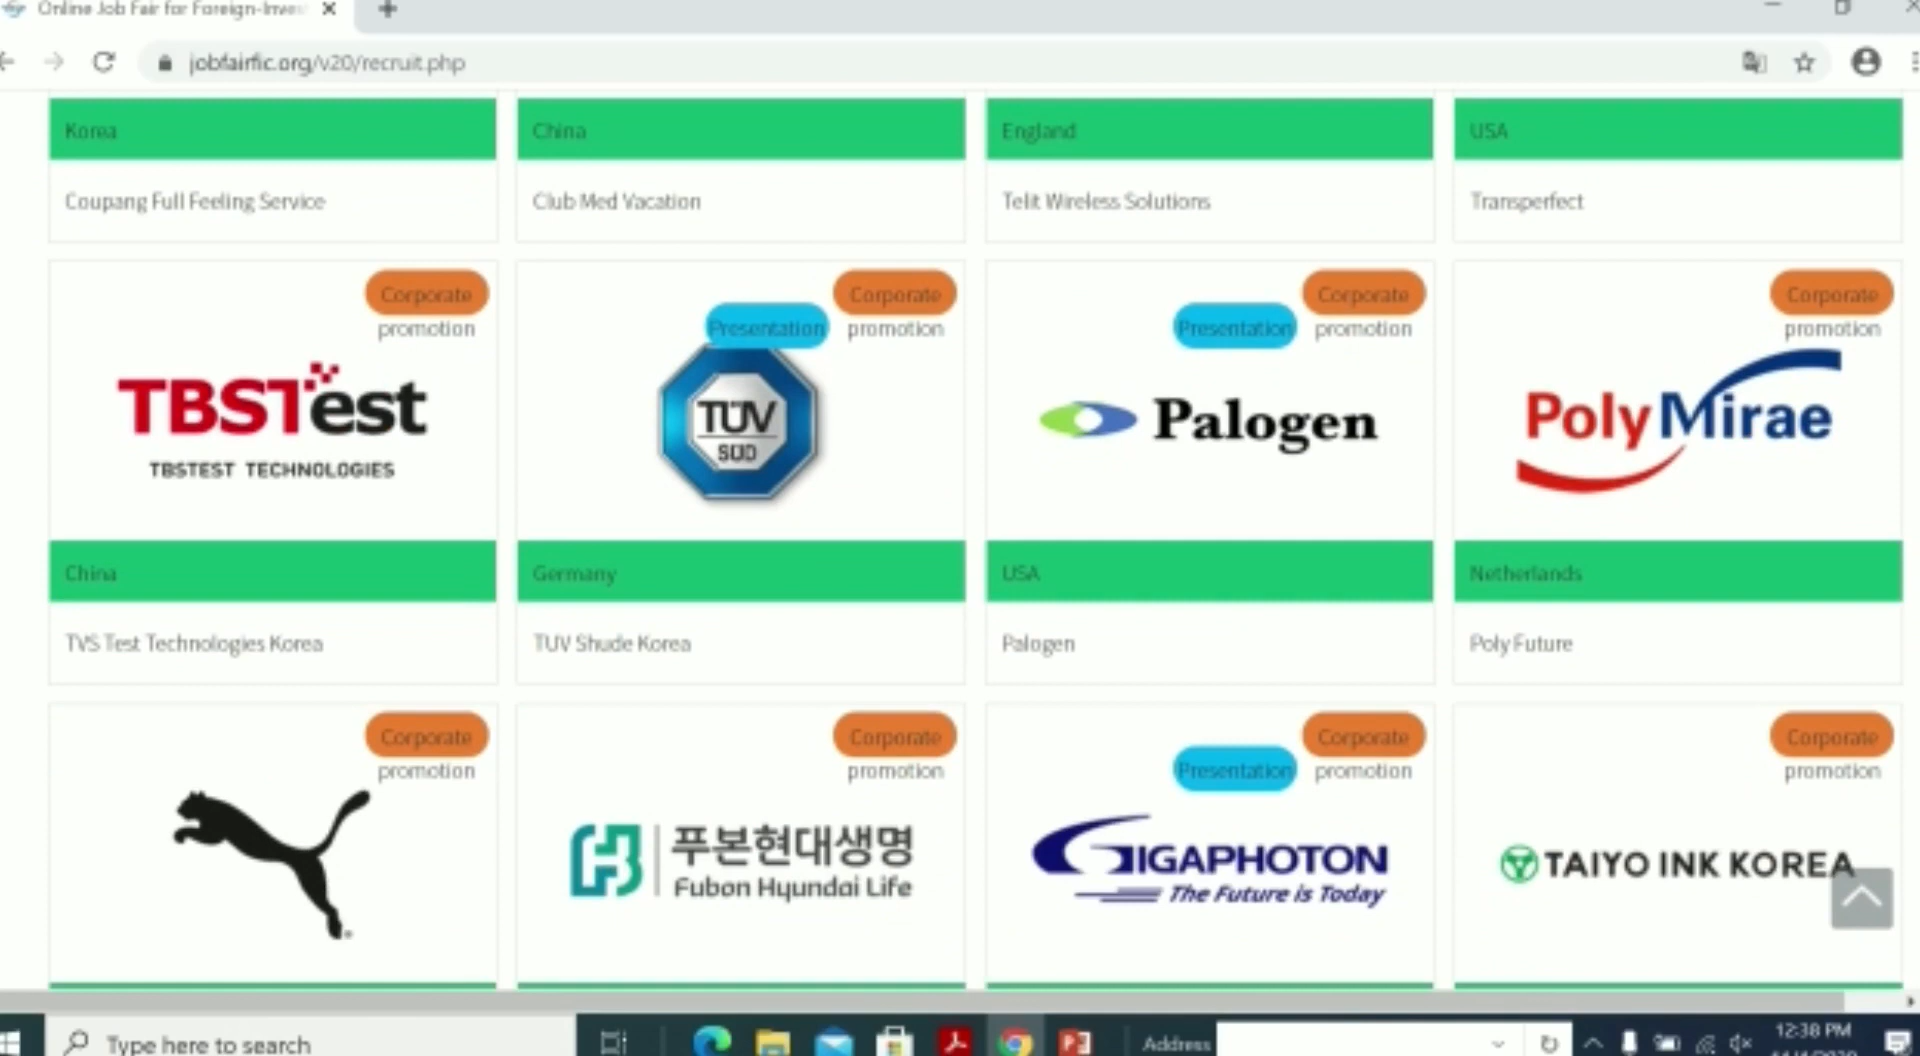 Online Job Fair for Foreign-Inves
jobfairfic.org/v20/recruit.php
Korea
China
England
USA
Coupang Full Feeling Service
Club Med Vacation
Telit Wireless Solutions
Transperfect
Corporate
promotion
TBSTest
TBSTEST TECHNOLOGIES
Presentation
Corporate
promotion
TÜV
SÜD
Presentation
Corporate
promotion
Palogen
Corporate
promotion
PolyMirae
China
Germany
USA
Netherlands
TVS Test Technologies Korea
TUV Shude Korea
Palogen
Poly Future
Corporate
promotion
Corporate
promotion
푸본현대생명
Fubon Hyundai Life
Presentation
Corporate
promotion
GIGAPHOTON
The Future is Today
Corporate
promotion
TAIYO INK KOREA
Type here to search
Address
12:38 PM